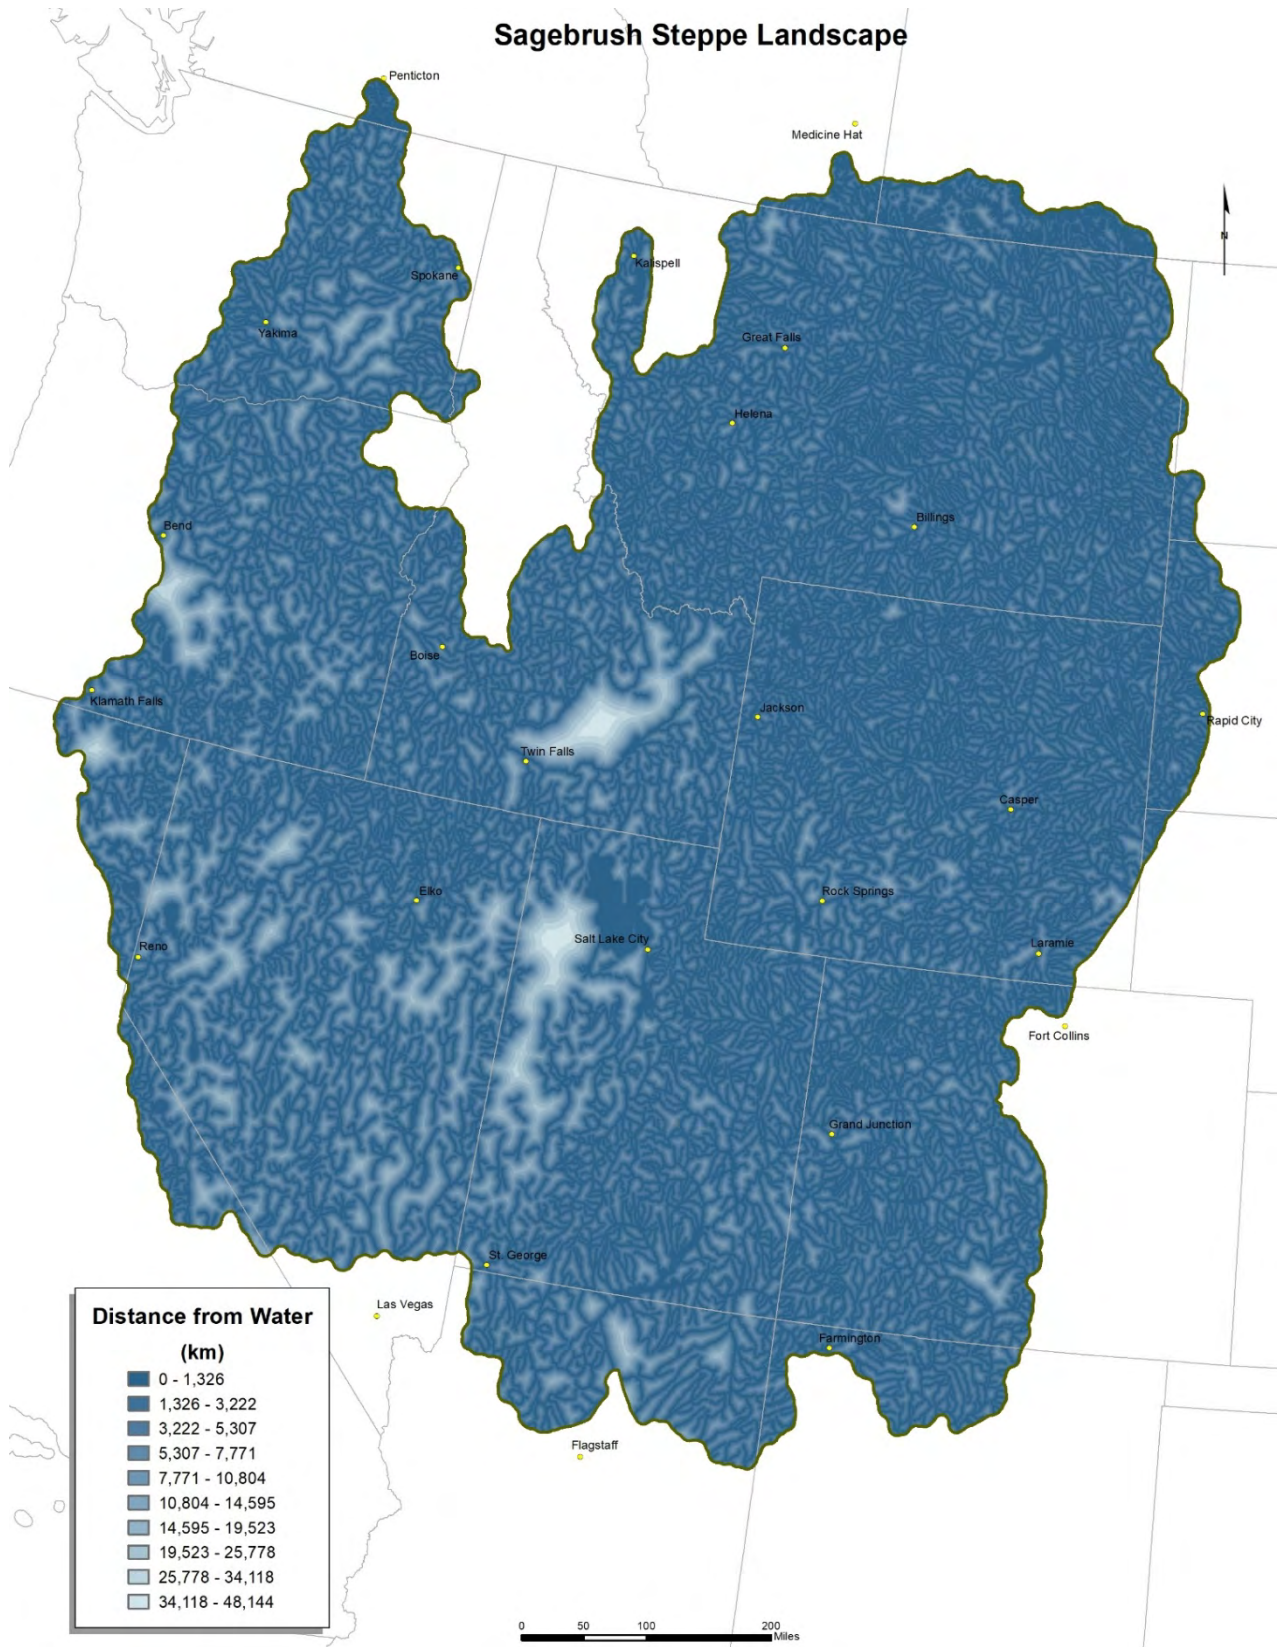 Sagebrush Steppe Landscape
Penticton
Medicine Hat
N
Kalispell
Spokane
Yakima
Great Falls
Helena
Billings
Bend
Boise
Klamath Falls
Jackson
Rapid City
Twin Falls
Casper
Elko
Rock Springs
Salt Lake City
Reno
Laramie
Fort Collins
Grand Junction
St. George
Las Vegas
Farmington
Flagstaff
Distance from Water
(km)
0 - 1,326
1,326 - 3,222
3,222 - 5,307
5,307 - 7,771
7,771 - 10,804
10,804 - 14,595
14,595 - 19,523
19,523 - 25,778
25,778 - 34,118
34,118 - 48,144
0 50 100 200
Miles